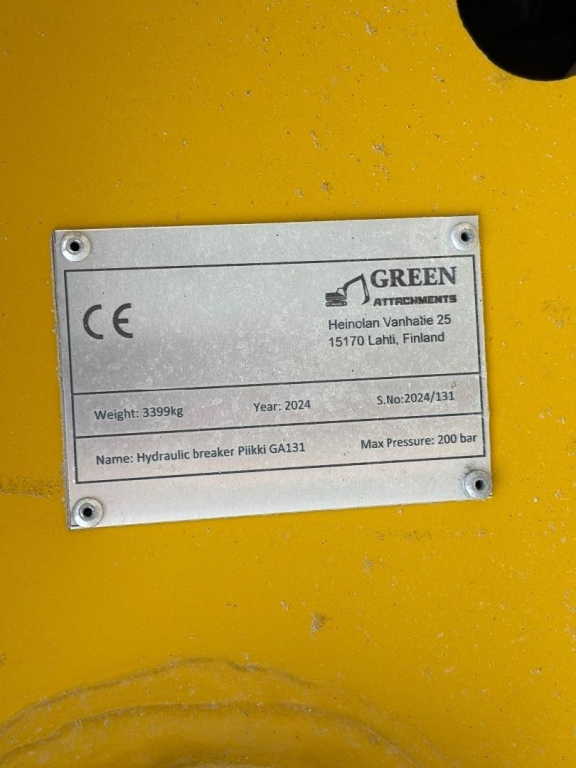 CE
GREEN
ATTACHMENTS
Heinolan Vanhatie 25
15170 Lahti, Finland
Weight: 3399kg Year: 2024 S.No:2024/131
Name: Hydraulic breaker Piikki GA131 Max Pressure: 200 bar